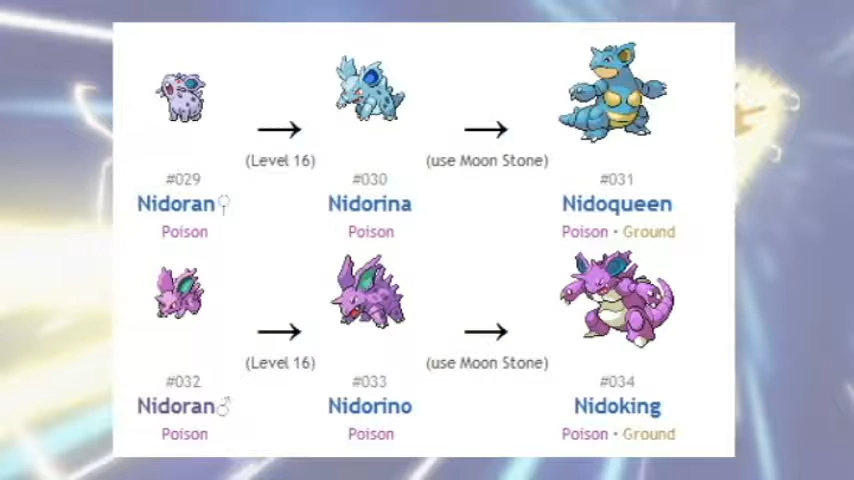 (Level 16)
(use Moon Stone)
#029
#030
#031
Nidoran♀
Nidorina
Nidoqueen
Poison
Poison
Poison · Ground
(Level 16)
(use Moon Stone)
#032
#033
#034
Nidoran♂
Nidorino
Nidoking
Poison
Poison
Poison · Ground